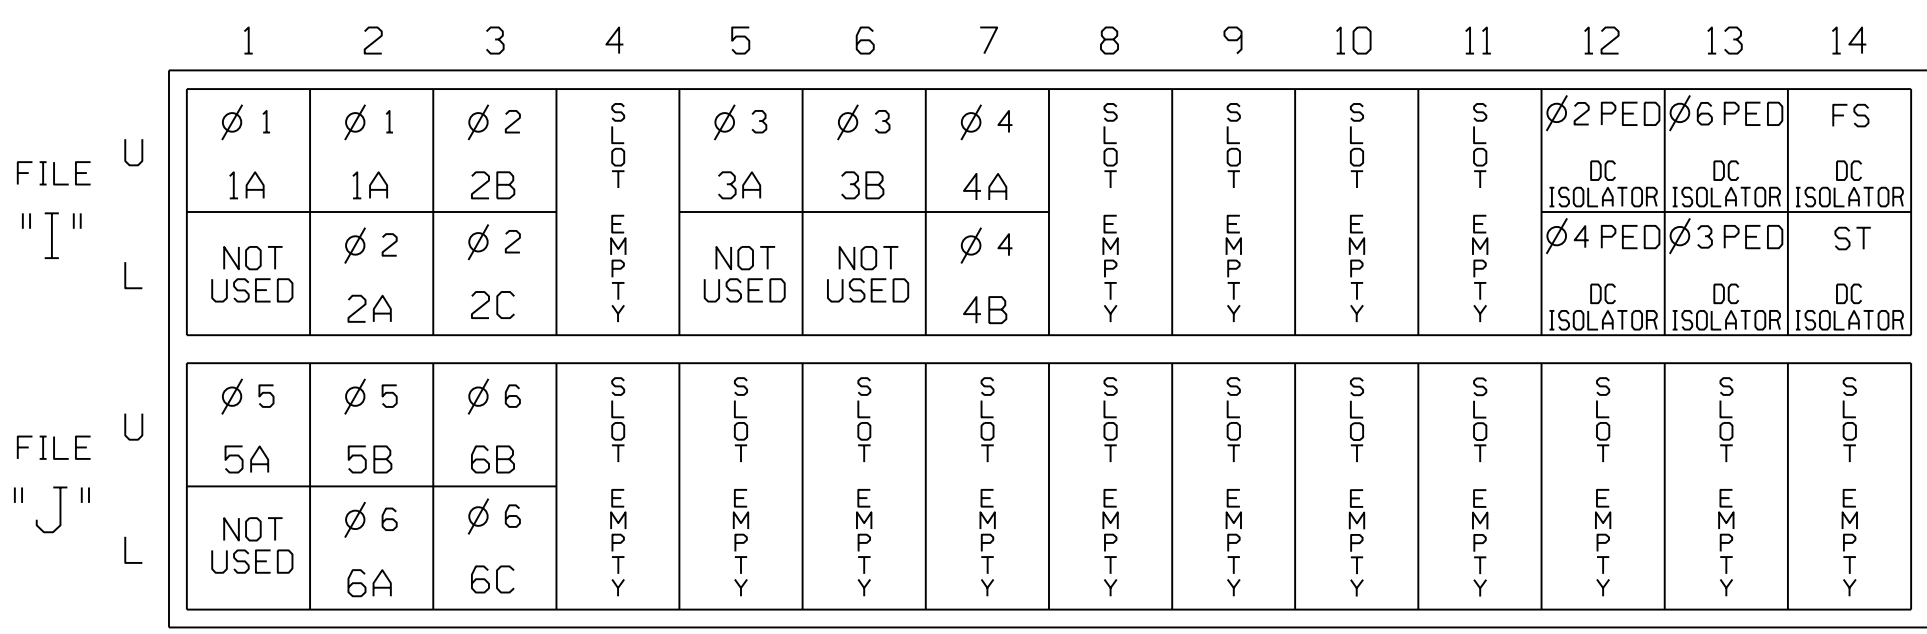 1 2 3 4 5 6 7 8 9 10 11 12 13 14
FILE "I"
U
L
Ø 1
1A
NOT
USED
Ø 1
1A
Ø 2
2A
Ø 2
2B
Ø 2
2C
SLOT EMPTY
Ø 3
3A
NOT
USED
Ø 3
3B
NOT
USED
Ø 4
4A
Ø 4
4B
SLOT EMPTY
SLOT EMPTY
SLOT EMPTY
SLOT EMPTY
Ø2 PED
DC
ISOLATOR
Ø4 PED
DC
ISOLATOR
Ø6 PED
DC
ISOLATOR
Ø3 PED
DC
ISOLATOR
FS
DC
ISOLATOR
ST
DC
ISOLATOR
FILE "J"
U
L
Ø 5
5A
NOT
USED
Ø 5
5B
Ø 6
6A
Ø 6
6B
Ø 6
6C
SLOT EMPTY
SLOT EMPTY
SLOT EMPTY
SLOT EMPTY
SLOT EMPTY
SLOT EMPTY
SLOT EMPTY
SLOT EMPTY
SLOT EMPTY
SLOT EMPTY
SLOT EMPTY